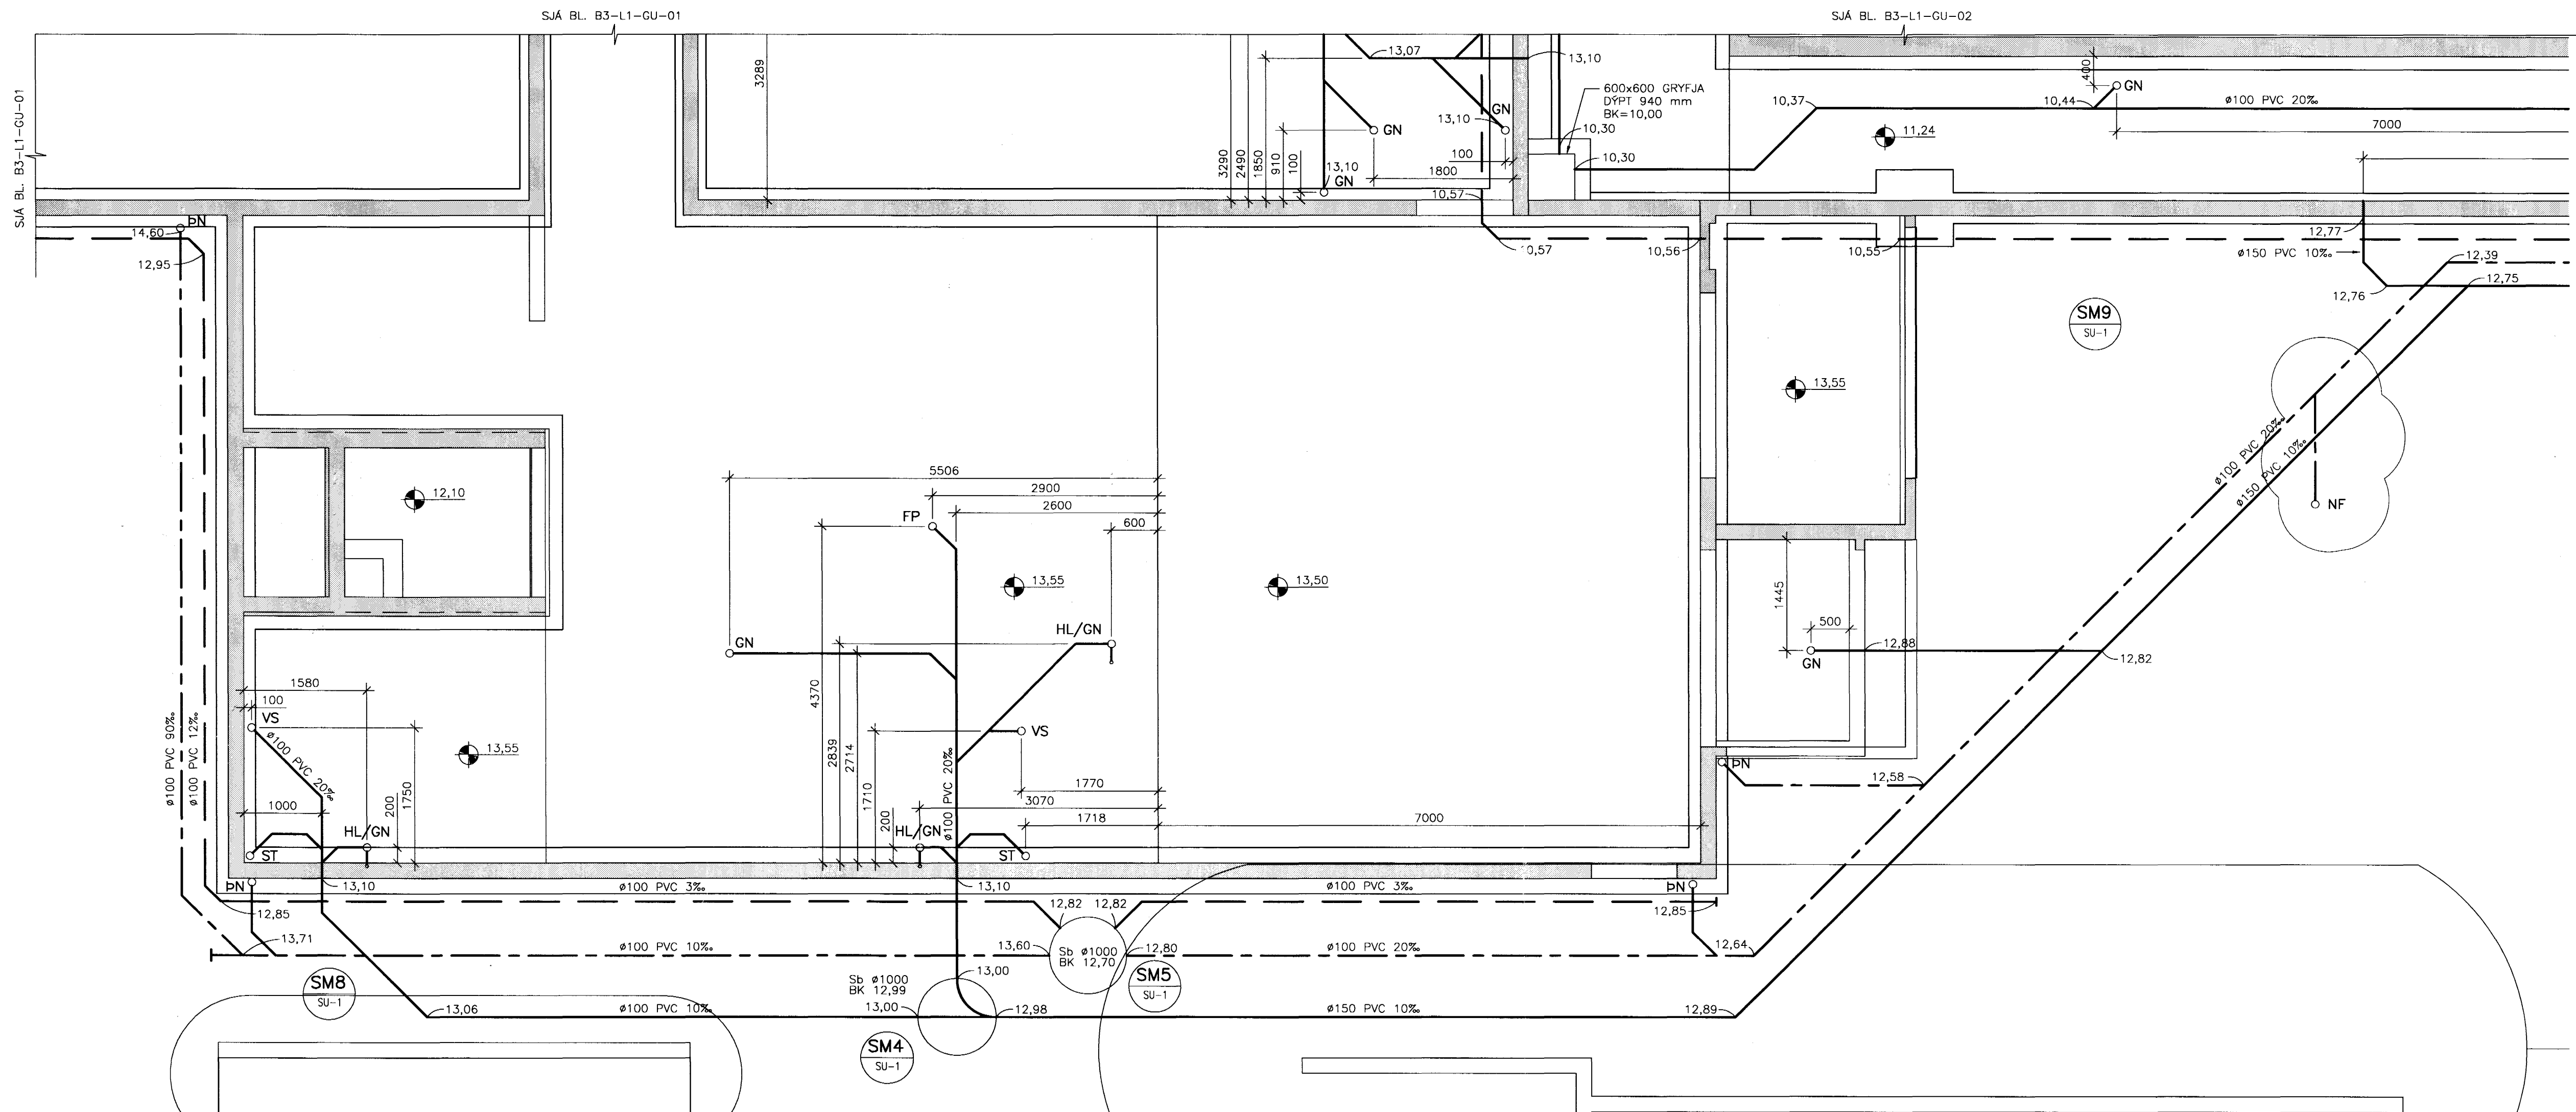 SJÁ BL. B3-L1-GU-01
SJÁ BL. B3-L1-GU-02
SJÁ BL. B3-L1-GU-01
3289
13,07
13,10
600x600 GRYFJA
DÝPT 940 mm
BK=10,00
400
GN
10,37
10,44
ø100 PVC 20‰
7000
11,24
GN
GN
13,10
10,30
10,30
3290
2490
1850
910
100
13,10
GN
100
1800
10,57
ÞN
14,60
12,95
10,57
10,56
10,55
12,77
ø150 PVC 10‰
12,39
12,75
12,76
SM9
SU-1
13,55
12,10
5506
2900
2600
600
FP
ø100 PVC 20‰
ø150 PVC 10‰
NF
13,55
13,50
1445
500
GN
12,88
12,82
GN
HL/GN
4370
2839
2714
1710
200
VS
1580
100
VS
ø100 PVC 90‰
ø100 PVC 12‰
ø100 PVC 20‰
13,55
1750
200
1000
HL/GN
ST
ø100 PVC 20‰
1770
3070
1718
7000
HL/GN
ST
ÞN
12,58
ÞN
13,10
ø100 PVC 3‰
13,10
ø100 PVC 3‰
ÞN
12,85
12,82
12,82
12,85
13,71
ø100 PVC 10‰
13,60
Sb ø1000
BK 12,70
12,80
ø100 PVC 20‰
12,64
SM8
SU-1
Sb ø1000
BK 12,99
13,00
SM5
SU-1
13,06
ø100 PVC 10‰
13,00
12,98
ø150 PVC 10‰
12,89
SM4
SU-1